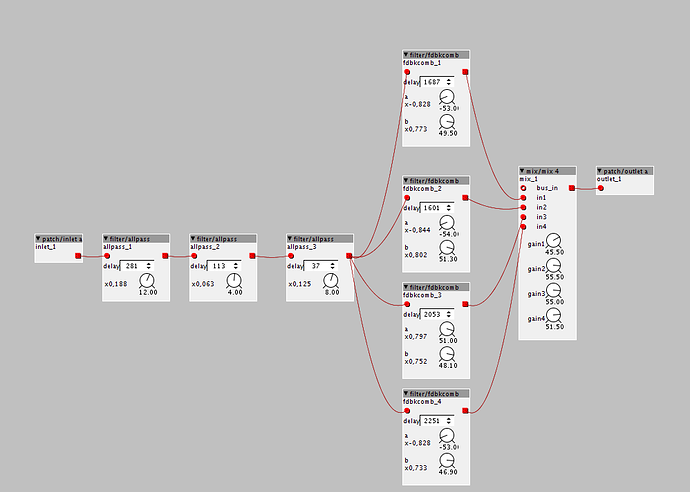 patch/inlet a
inlet_1
filter/allpass
allpass_1
delay 281
x0,188
12.00
filter/allpass
allpass_2
delay 113
x0,063
4.00
filter/allpass
allpass_3
delay 37
x0,125
8.00
filter/fdbkcomb
fdbkcomb_1
delay 1687
a
x-0,828
-53.00
b
x0,773
49.50
filter/fdbkcomb
fdbkcomb_2
delay 1601
a
x-0,844
-54.00
b
x0,802
51.30
filter/fdbkcomb
fdbkcomb_3
delay 2053
a
x0,797
51.00
b
x0,752
48.10
filter/fdbkcomb
fdbkcomb_4
delay 2251
a
x-0,828
-53.00
b
x0,733
46.90
mix/mix 4
mix_1
bus_in
in1
in2
in3
in4
gain1
45.50
gain2
55.50
gain3
55.00
gain4
51.50
patch/outlet a
outlet_1